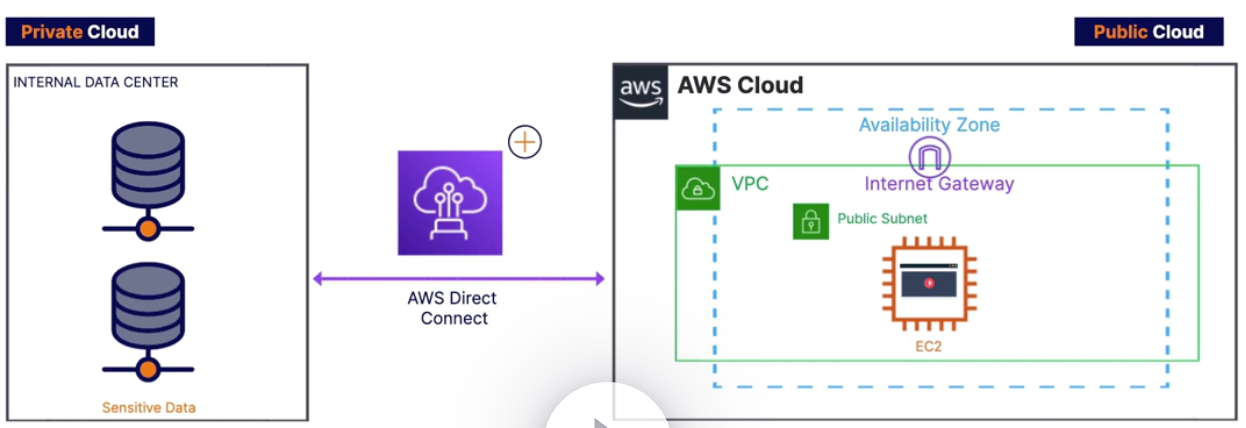 Private Cloud
Public Cloud
INTERNAL DATA CENTER
aws
AWS Cloud
Availability Zone
VPC
Internet Gateway
Public Subnet
AWS Direct
Connect
EC2
Sensitive Data